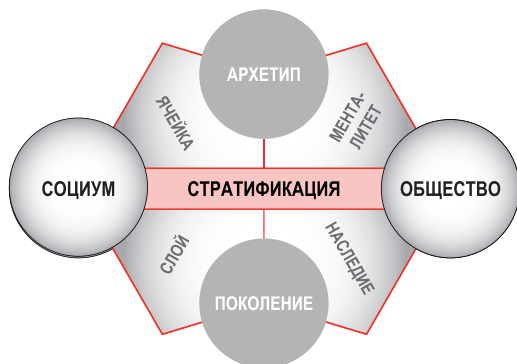 АРХЕТИП
ЯЧЕЙКА
МЕНТА-
ЛИТЕТ
СОЦИУМ
СТРАТИФИКАЦИЯ
ОБЩЕСТВО
СЛОЙ
НАСЛЕДИЕ
ПОКОЛЕНИЕ